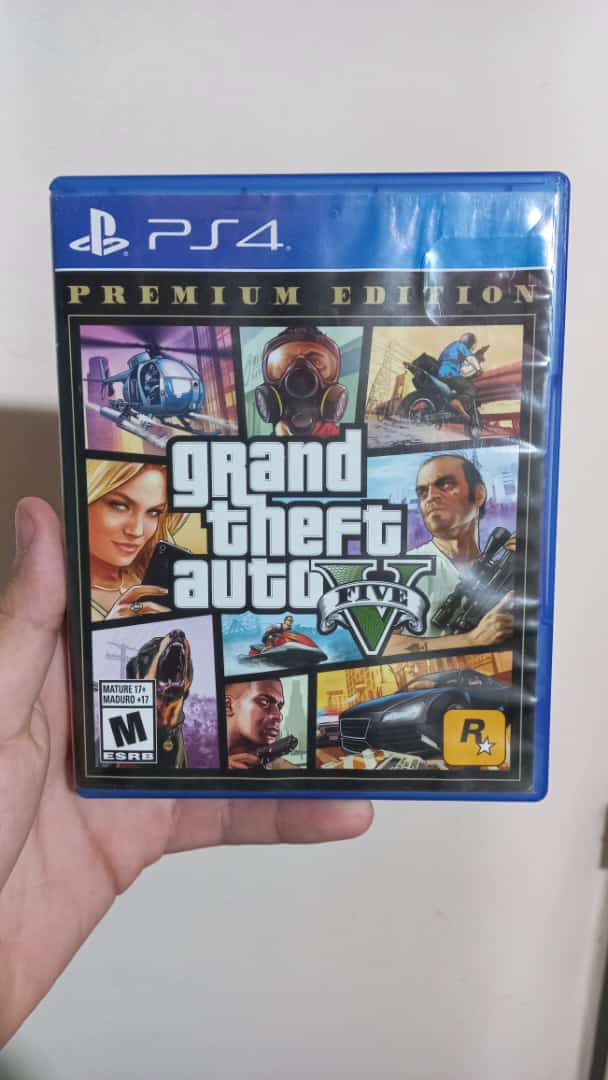 PS4
PREMIUM EDITION
grand
theft
auto V
FIVE
MATURE 17+
MADURO +17
M
ESRB
R